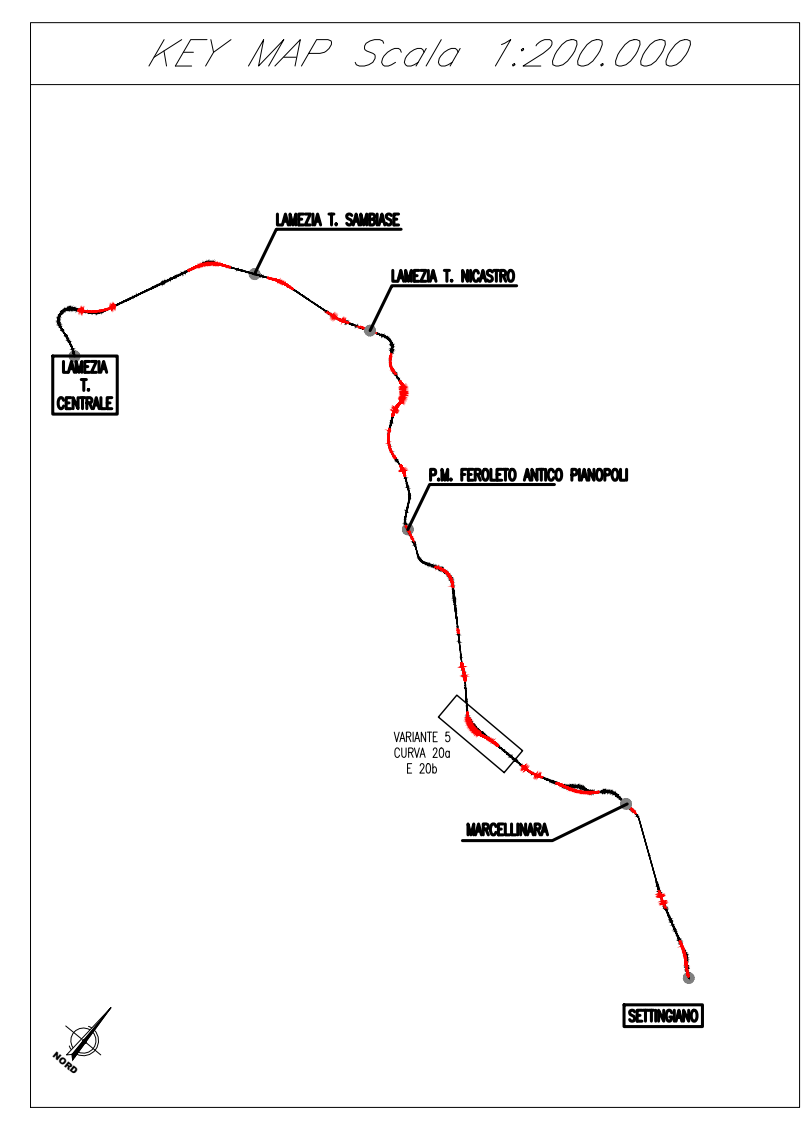 KEY MAP Scala 1:200.000
LAMEZIA T. SAMBIASE
LAMEZIA T. NICASTRO
LAMEZIA
T.
CENTRALE
P.M. FEROLETO ANTICO PIANOPOLI
VARIANTE 5
CURVA 20a
E 20b
MARCELLINARA
SETTINGIANO
NORD